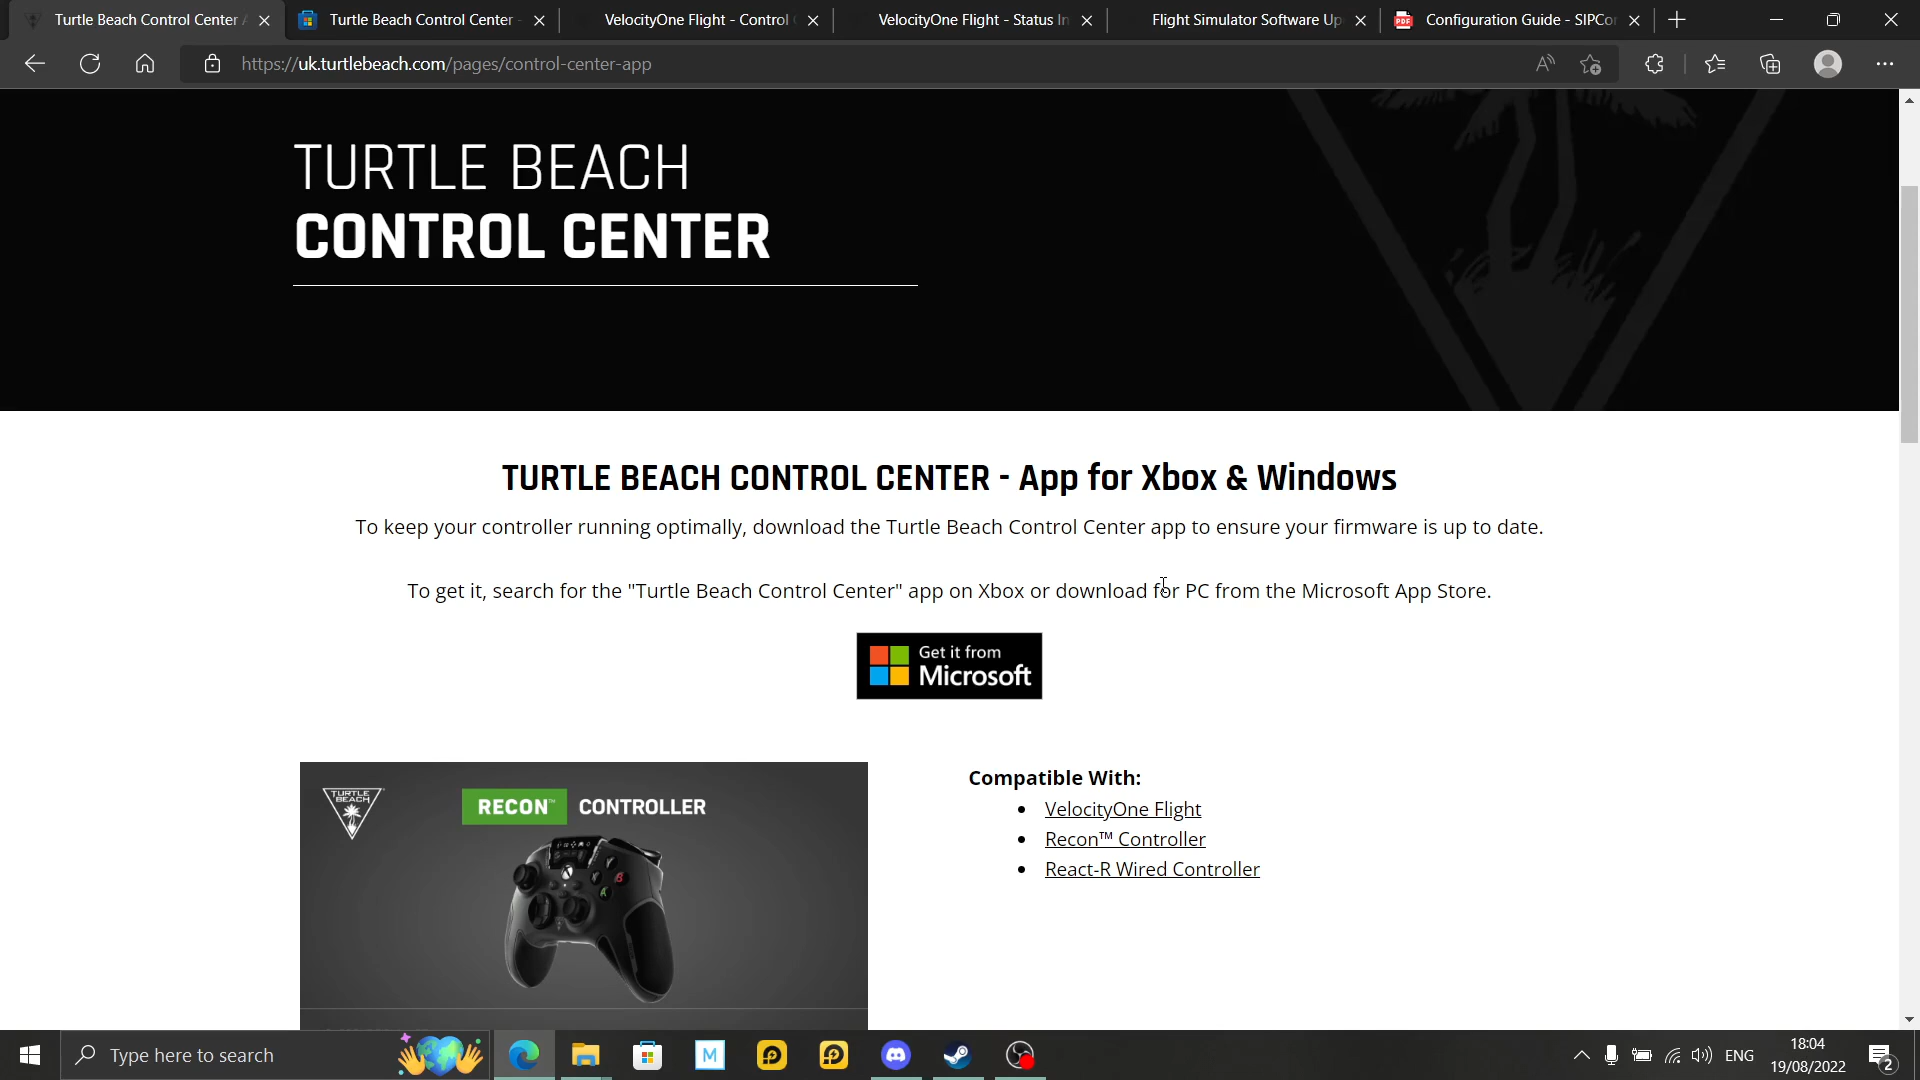 Turtle Beach Control Center A
Turtle Beach Control Center -
VelocityOne Flight - Control C
VelocityOne Flight - Status In
Flight Simulator Software Up
PDF
Configuration Guide - SIPCor
https://uk.turtlebeach.com/pages/control-center-app
TURTLE BEACH
CONTROL CENTER
TURTLE BEACH CONTROL CENTER - App for Xbox & Windows
To keep your controller running optimally, download the Turtle Beach Control Center app to ensure your firmware is up to date.
To get it, search for the "Turtle Beach Control Center" app on Xbox or download for PC from the Microsoft App Store.
Get it from
Microsoft
TURTLE BEACH
RECON™ CONTROLLER
Compatible With:
• VelocityOne Flight
• Recon™ Controller
• React-R Wired Controller
Type here to search
M
ENG
18:04
19/08/2022
2